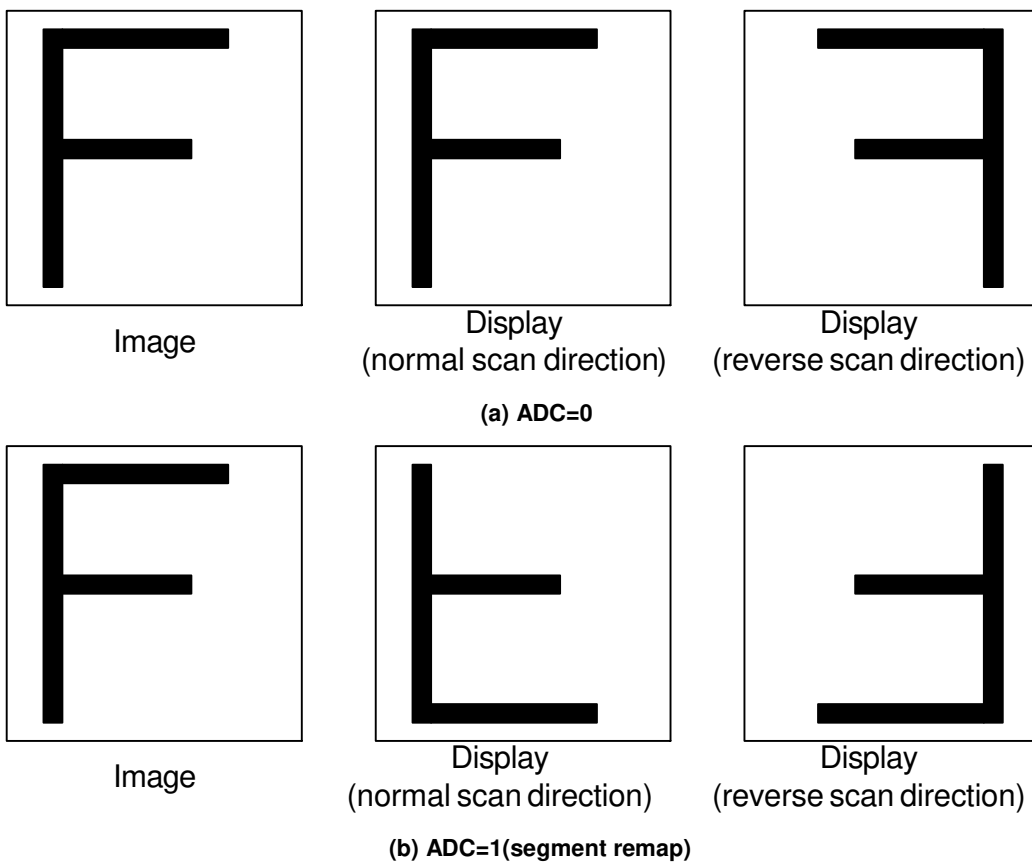 F
F
Image
Display
(normal scan direction)
Display
(reverse scan direction)
(a) ADC=0
F
Image
Display
(normal scan direction)
Display
(reverse scan direction)
(b) ADC=1(segment remap)